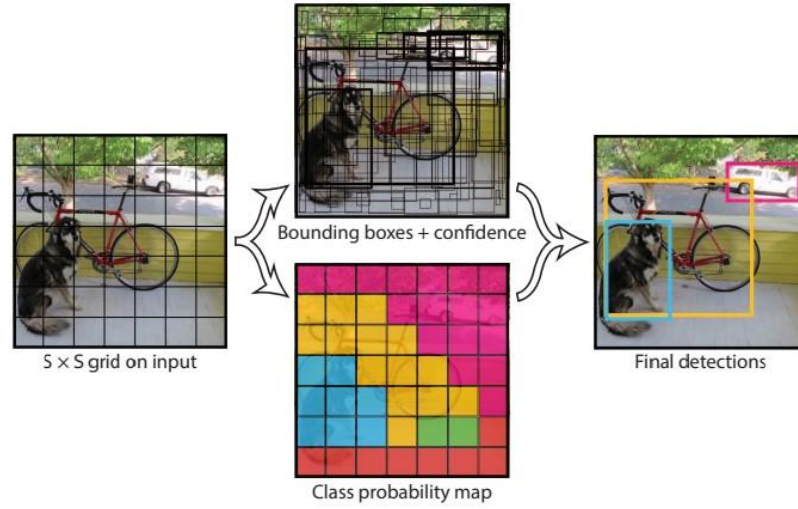 Bounding boxes + confidence
S × S grid on input
Final detections
Class probability map